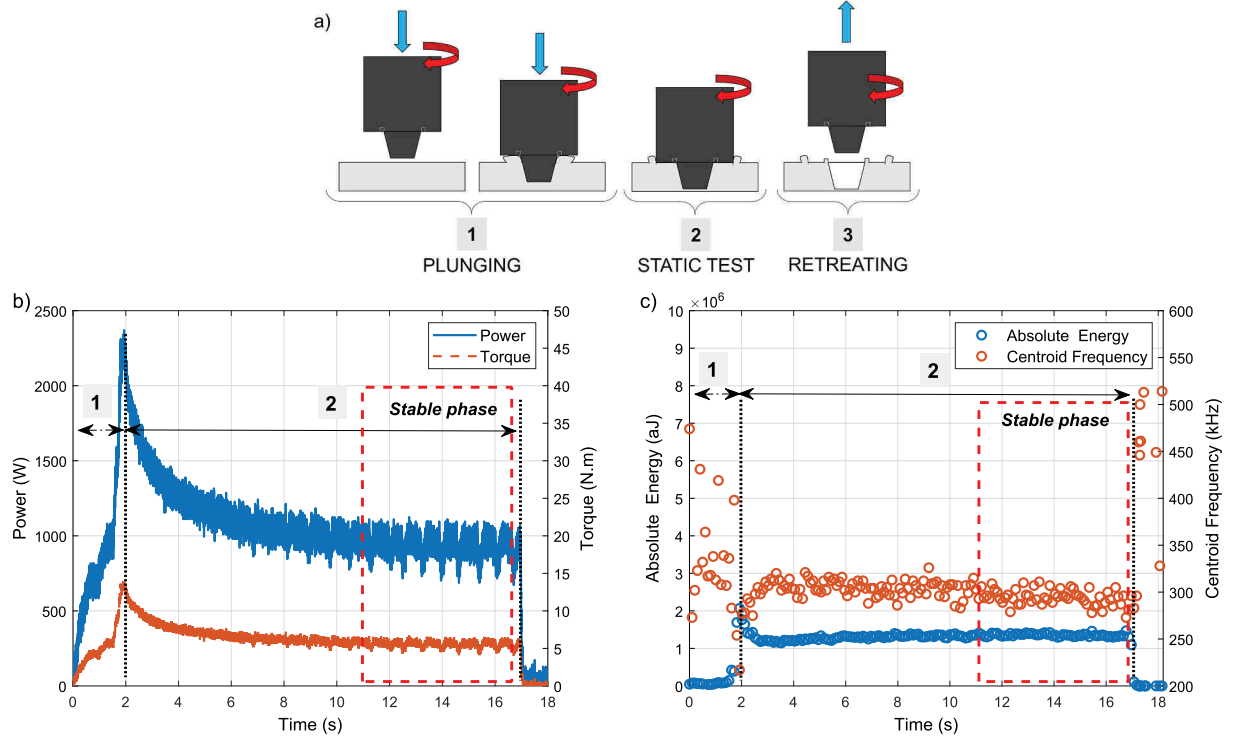 a)
1
2
3
PLUNGING
STATIC TEST
RETREATING
b)
2500
2000
1500
1000
500
0
Power (W)
50
45
40
35
30
25
20
15
10
5
0
Torque (N.m)
Power
Torque
1
2
Stable phase
0 2 4 6 8 10 12 14 16 18
Time (s)
c)
×10⁶
10
9
8
7
6
5
4
3
2
1
0
Absolute Energy (aJ)
600
550
500
450
400
350
300
250
200
Centroid Frequency (kHz)
Absolute Energy
Centroid Frequency
1
2
Stable phase
0 2 4 6 8 10 12 14 16 18
Time (s)